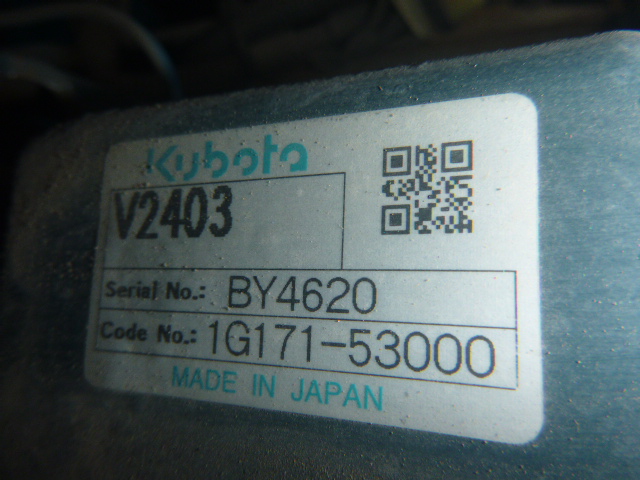 Kubota
V2403
Serial No.: BY4620
Code No.: 1G171-53000
MADE IN JAPAN